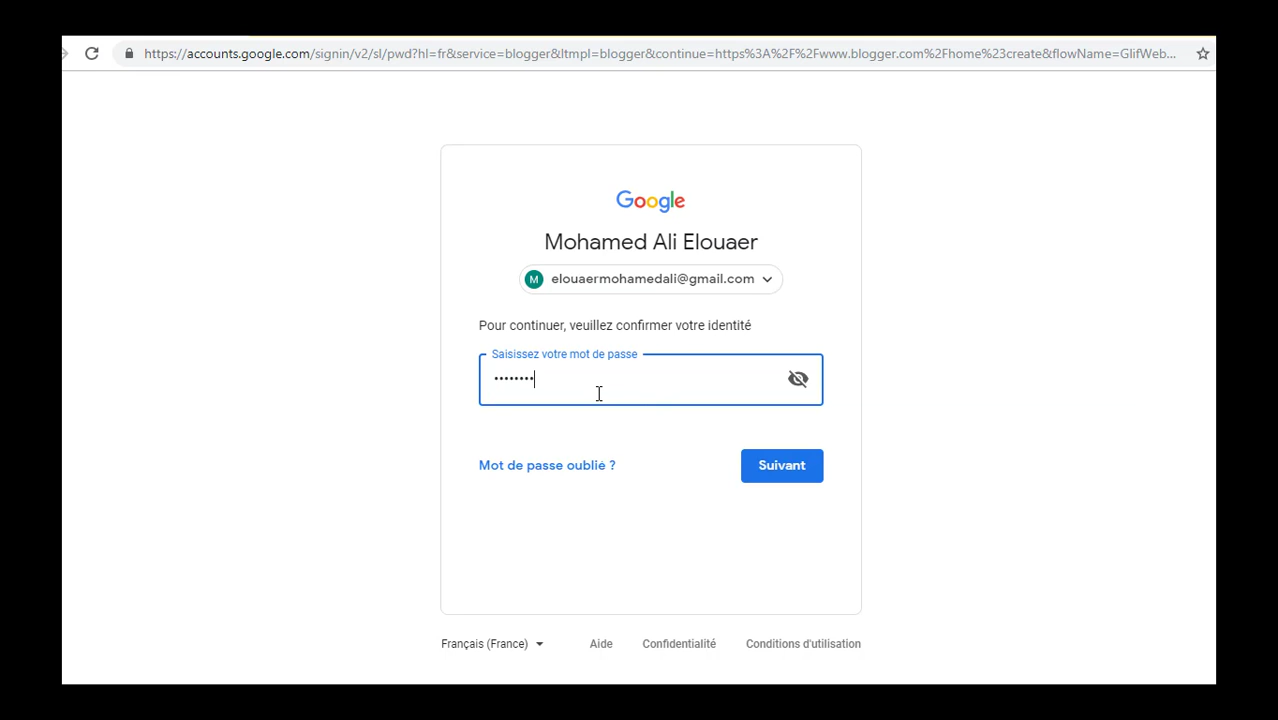 https://accounts.google.com/signin/v2/sl/pwd?hl=fr&service=blogger&ltmpl=blogger&continue=https%3A%2F%2Fwww.blogger.com%2Fhome%23create&flowName=GlifWeb...
Google
Mohamed Ali Elouaer
M elouaermohamedali@gmail.com
Pour continuer, veuillez confirmer votre identité
Saisissez votre mot de passe
••••••••
Mot de passe oublié ? Suivant
Français (France) Aide Confidentialité Conditions d'utilisation